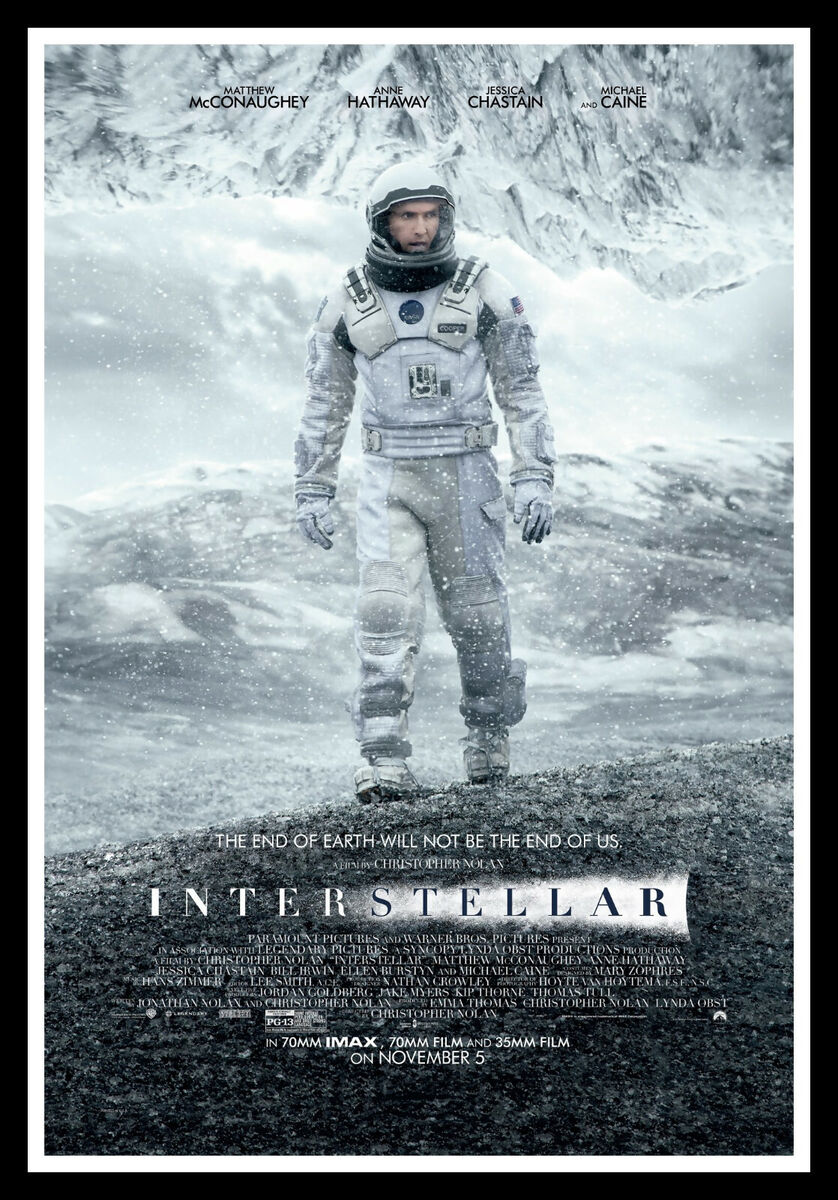 MATTHEW McCONAUGHEY
ANNE HATHAWAY
JESSICA CHASTAIN
AND MICHAEL CAINE
NASA
COOPER
THE END OF EARTH WILL NOT BE THE END OF US.
A FILM BY CHRISTOPHER NOLAN
INTERSTELLAR
PARAMOUNT PICTURES AND WARNER BROS. PICTURES PRESENT
IN ASSOCIATION WITH LEGENDARY PICTURES A SYNCOPY/LYNDA OBST PRODUCTIONS PRODUCTION
A FILM BY CHRISTOPHER NOLAN "INTERSTELLAR" MATTHEW McCONAUGHEY ANNE HATHAWAY
JESSICA CHASTAIN BILL IRWIN ELLEN BURSTYN AND MICHAEL CAINE MARY ZOPHRES
HANS ZIMMER LEE SMITH, A.C.E. NATHAN CROWLEY HOYTE VAN HOYTEMA, F.S.F., N.S.C.
JORDAN GOLDBERG JAKE MYERS KIP THORNE THOMAS TULL
JONATHAN NOLAN AND CHRISTOPHER NOLAN EMMA THOMAS CHRISTOPHER NOLAN LYNDA OBST
CHRISTOPHER NOLAN
LEGENDARY
SYNCOPY
PG-13
IN 70MM IMAX, 70MM FILM AND 35MM FILM
ON NOVEMBER 5